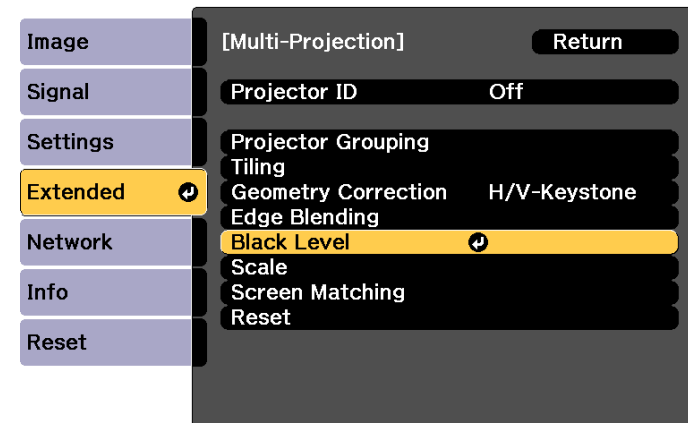 Image
Signal
Settings
Extended
Network
Info
Reset
[Multi-Projection] Return
Projector ID Off
Projector Grouping
Tiling
Geometry Correction H/V-Keystone
Edge Blending
Black Level
Scale
Screen Matching
Reset